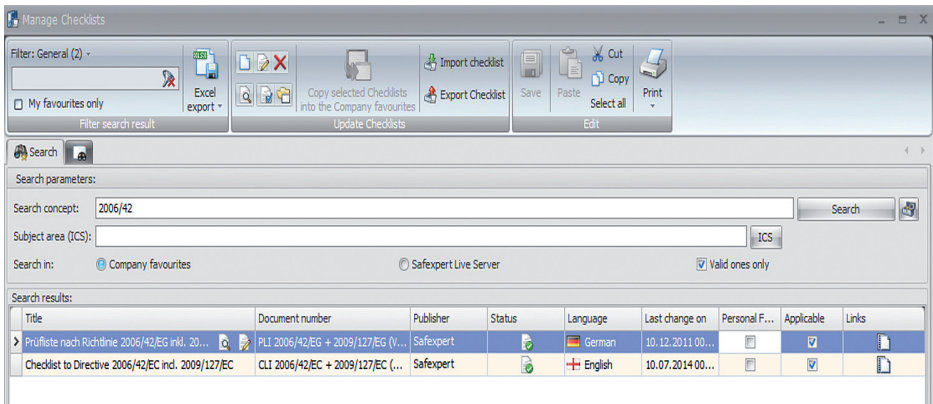 Manage Checklists
Filter: General (2)
My favourites only
Filter search result
XLSX
Excel export
Copy selected Checklists into the Company favourites
Import checklist
Export Checklist
Update Checklists
Save
Paste
Cut
Copy
Select all
Print
Edit
Search
Search parameters:
Search concept: 2006/42 Search
Subject area (ICS): ICS
Search in: Company favourites Safexpert Live Server Valid ones only
Search results:
Title Document number Publisher Status Language Last change on Personal F... Applicable Links
Prüfliste nach Richtlinie 2006/42/EG inkl. 20... PLI 2006/42/EG + 2009/127/EG (V... Safexpert German 10.12.2011 00...
Checklist to Directive 2006/42/EC incl. 2009/127/EC CLI 2006/42/EC + 2009/127/EC (... Safexpert English 10.07.2014 00...